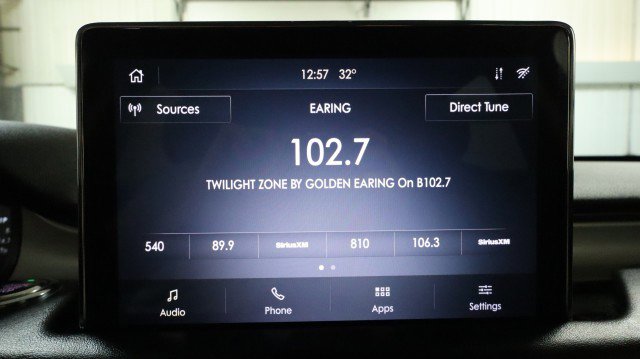 12:57 32°
Sources EARING Direct Tune
102.7
TWILIGHT ZONE BY GOLDEN EARING On B102.7
540 89.9 SiriusXM 810 106.3 SiriusXM
Audio Phone Apps Settings